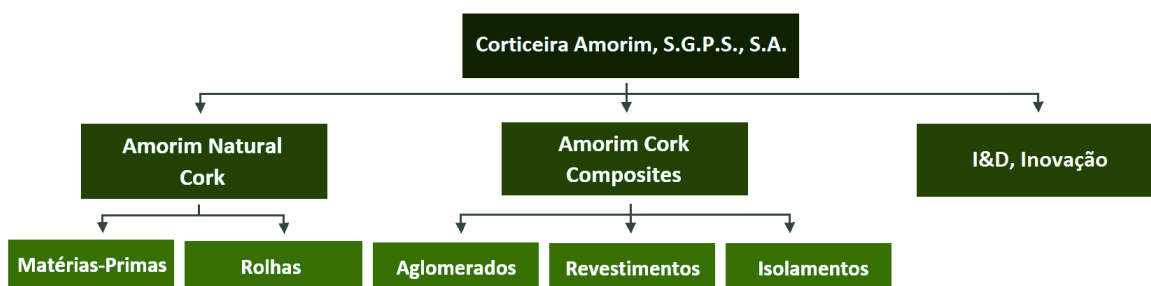 Corticeira Amorim, S.G.P.S., S.A.
Amorim Natural
Cork
Amorim Cork
Composites
I&D, Inovação
Matérias-Primas
Rolhas
Aglomerados
Revestimentos
Isolamentos